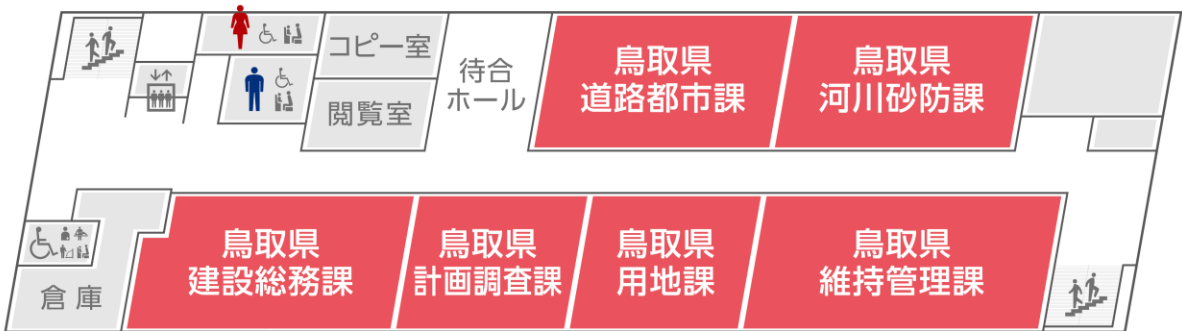 コピー室
閲覧室
待合
ホール
鳥取県
道路都市課
鳥取県
河川砂防課
倉庫
鳥取県
建設総務課
鳥取県
計画調査課
鳥取県
用地課
鳥取県
維持管理課